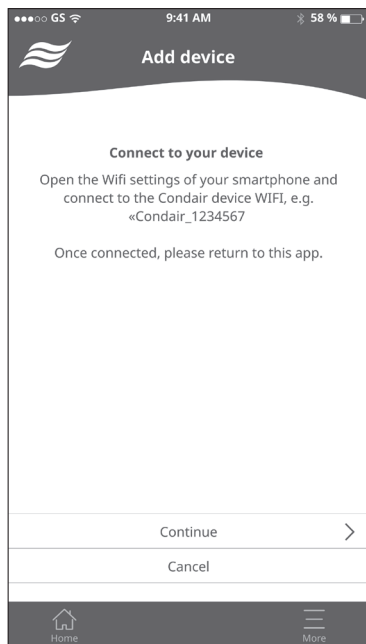 GS 9:41 AM 58 %
Add device
Connect to your device
Open the Wifi settings of your smartphone and
connect to the Condair device WIFI, e.g.
«Condair_1234567
Once connected, please return to this app.
Continue
Cancel
Home More